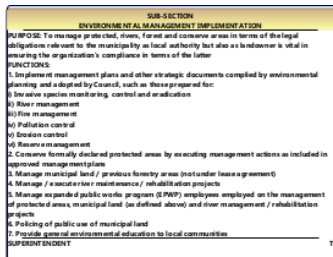 SUB-SECTION
ENVIRONMENTAL MANAGEMENT IMPLEMENTATION
PURPOSE: To manage protected, rivers, forest and conserve areas in terms of the legal
obligations relevant to the municipality as local authority but also as landowner is vital in
ensuring the organization's compliance in terms of the latter
FUNCTIONS:
1. Implement management plans and other strategic documents complied by environmental
planning and adopted by Council, such as those prepared for:
i) Invasive species monitoring, control and eradication
ii) River management
iii) Fire management
iv) Pollution control
v) Erosion control
vi) Reserve management
2. Conserve formally declared protected areas by executing management actions as included in
approved management plans
3. Manage municipal land / previous forestry areas (not under lease agreement)
4. Manage / execute river maintenance / rehabilitation projects
5. Manage expanded public works program (EPWP) employees employed on the management
of protected areas, municipal land (as defined above) and river management / rehabilitation
projects
6. Policing of public use of municipal land
7. Provide general environmental education to local communities
SUPERINTENDENT T